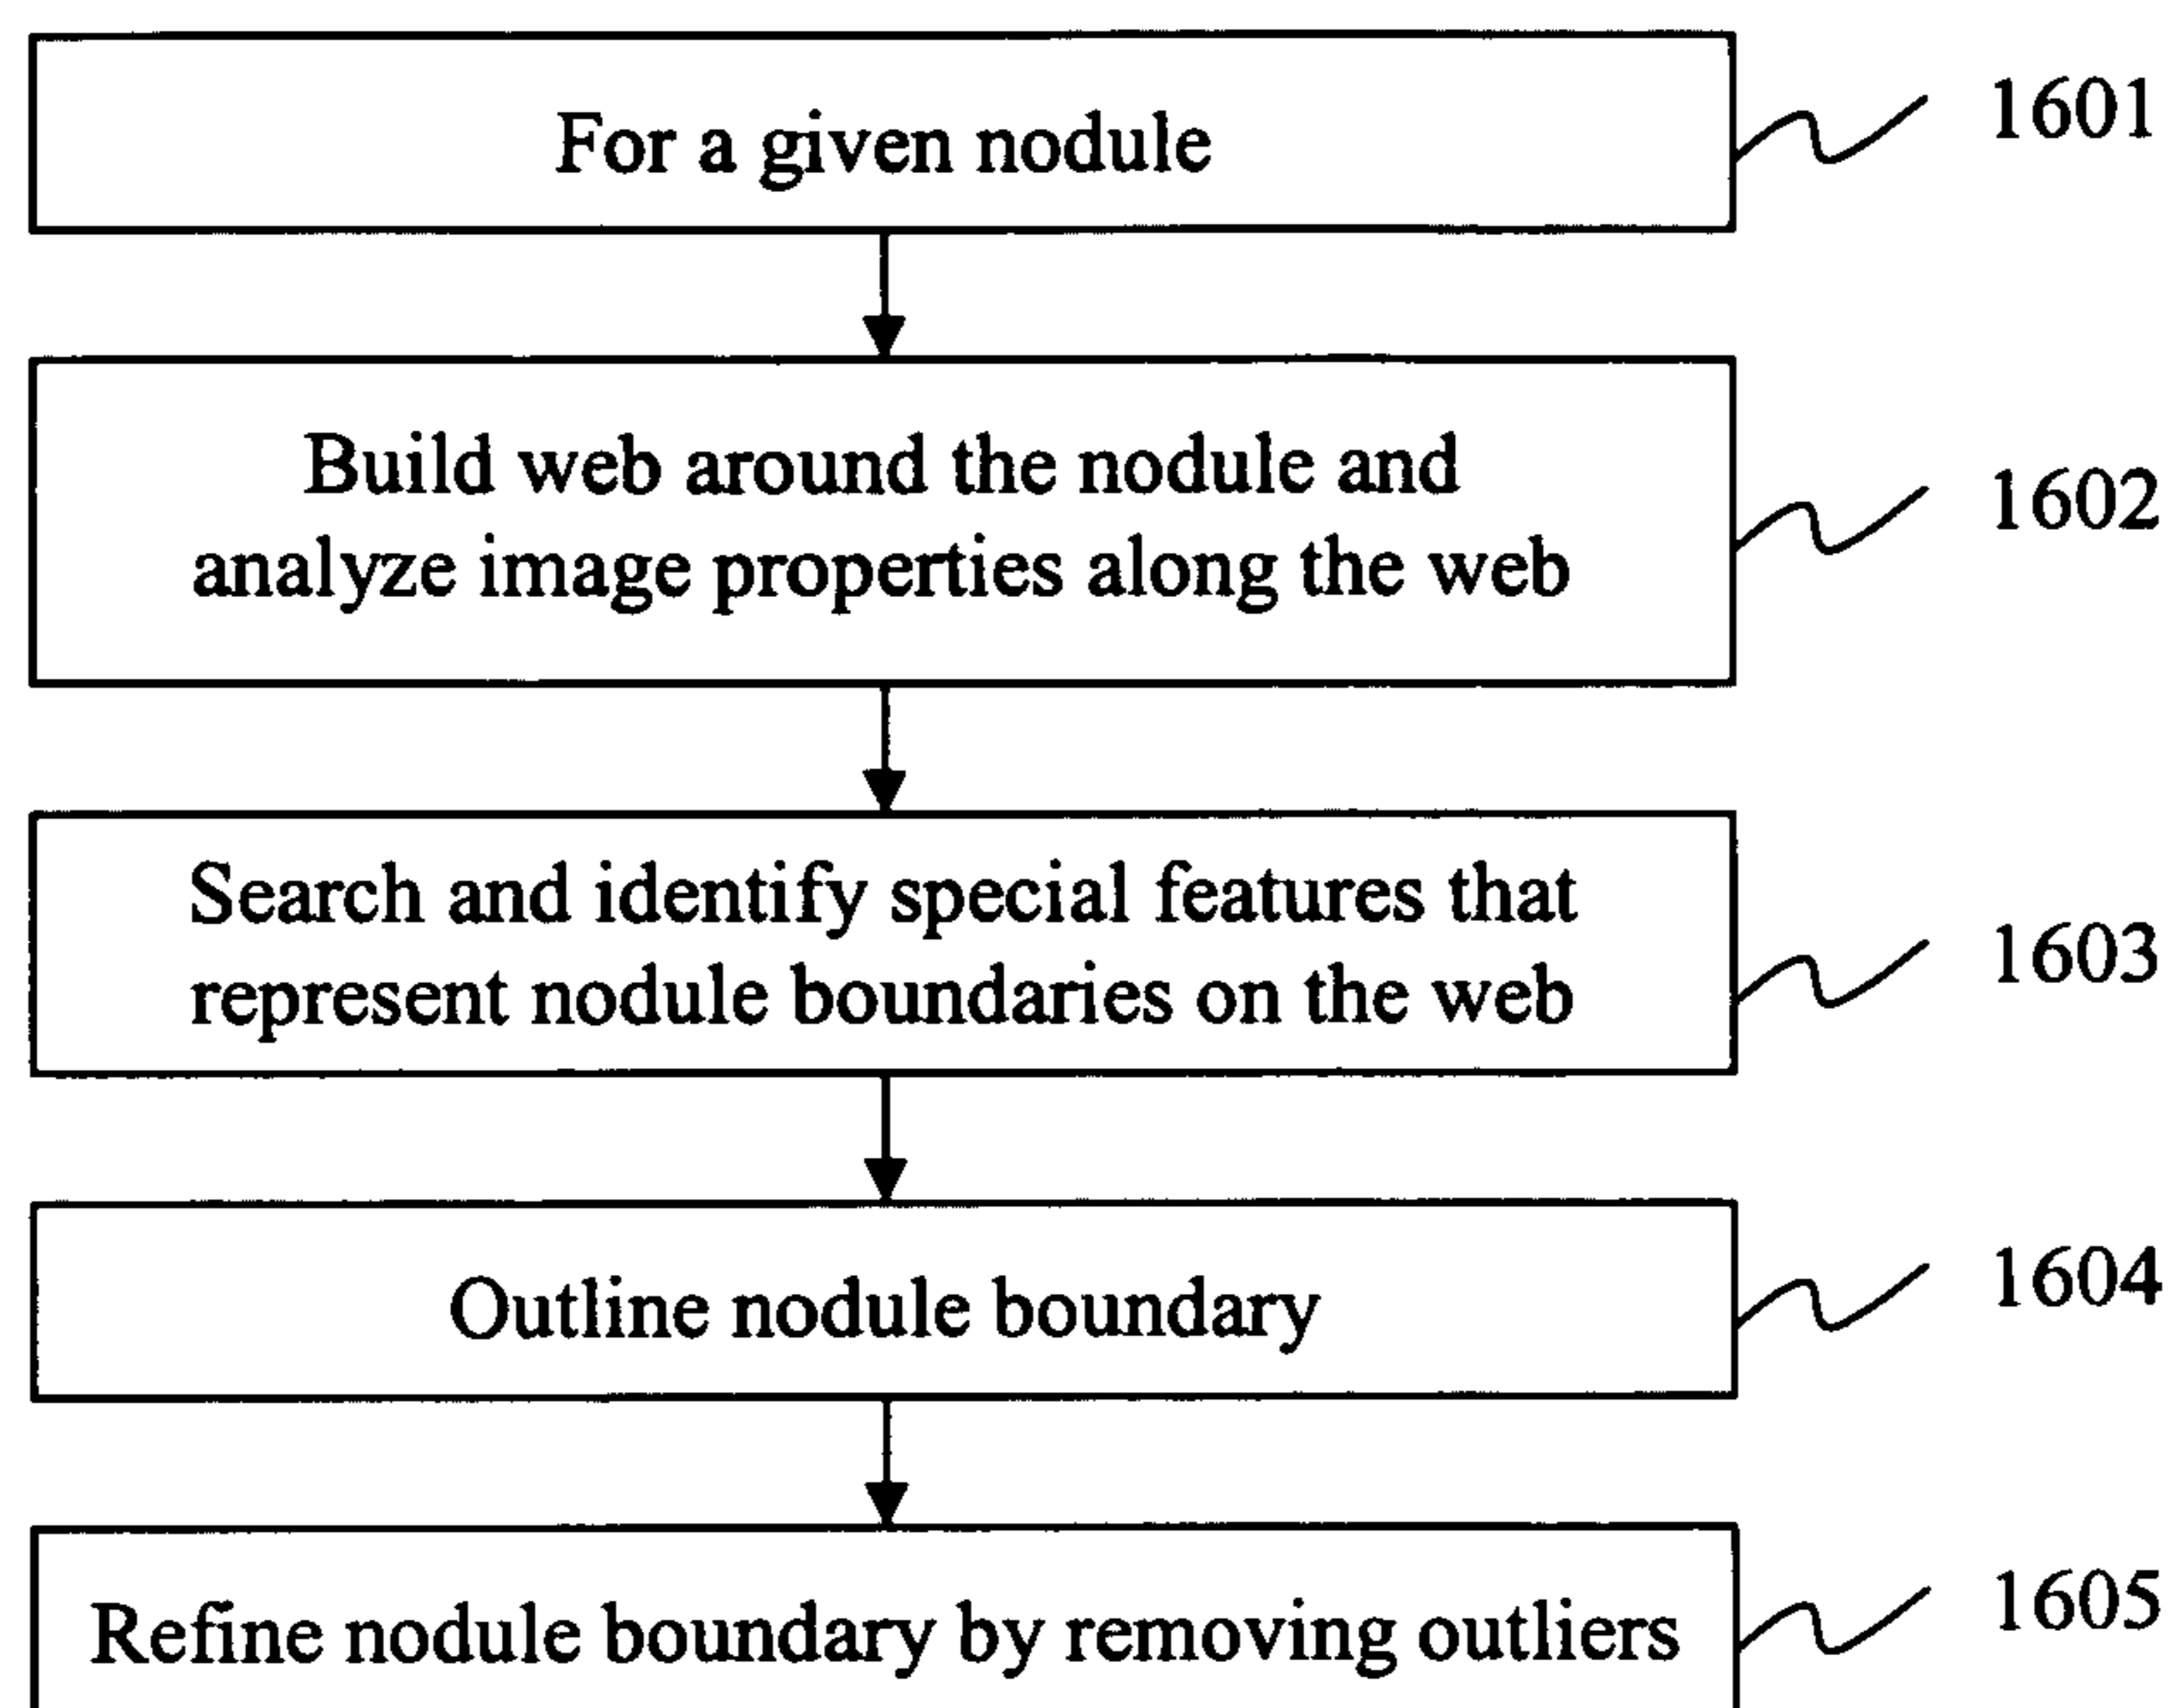 For a given nodule
1601
Build web around the nodule and
analyze image properties along the web
1602
Search and identify special features that
represent nodule boundaries on the web
1603
Outline nodule boundary
1604
Refine nodule boundary by removing outliers
1605